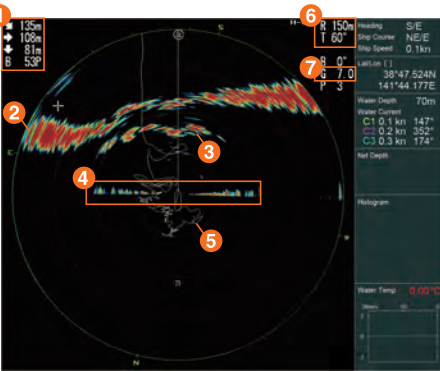 1
135m
108m
81m
B 53P
2
3
4
5
6
R 150m
T 60°
B 0°
7
G 7.0
P 3
H-
E
N
Heading S/E
Ship Course NE/E
Ship Speed 0.1kn
Lat/Lon [ ]
38°47.524N
141°44.177E
Water Depth 70m
Water Current
C1 0.1 kn 147°
C2 0.2 kn 352°
C3 0.3 kn 174°
Net Depth
Histogram
Water Temp 0.00°C